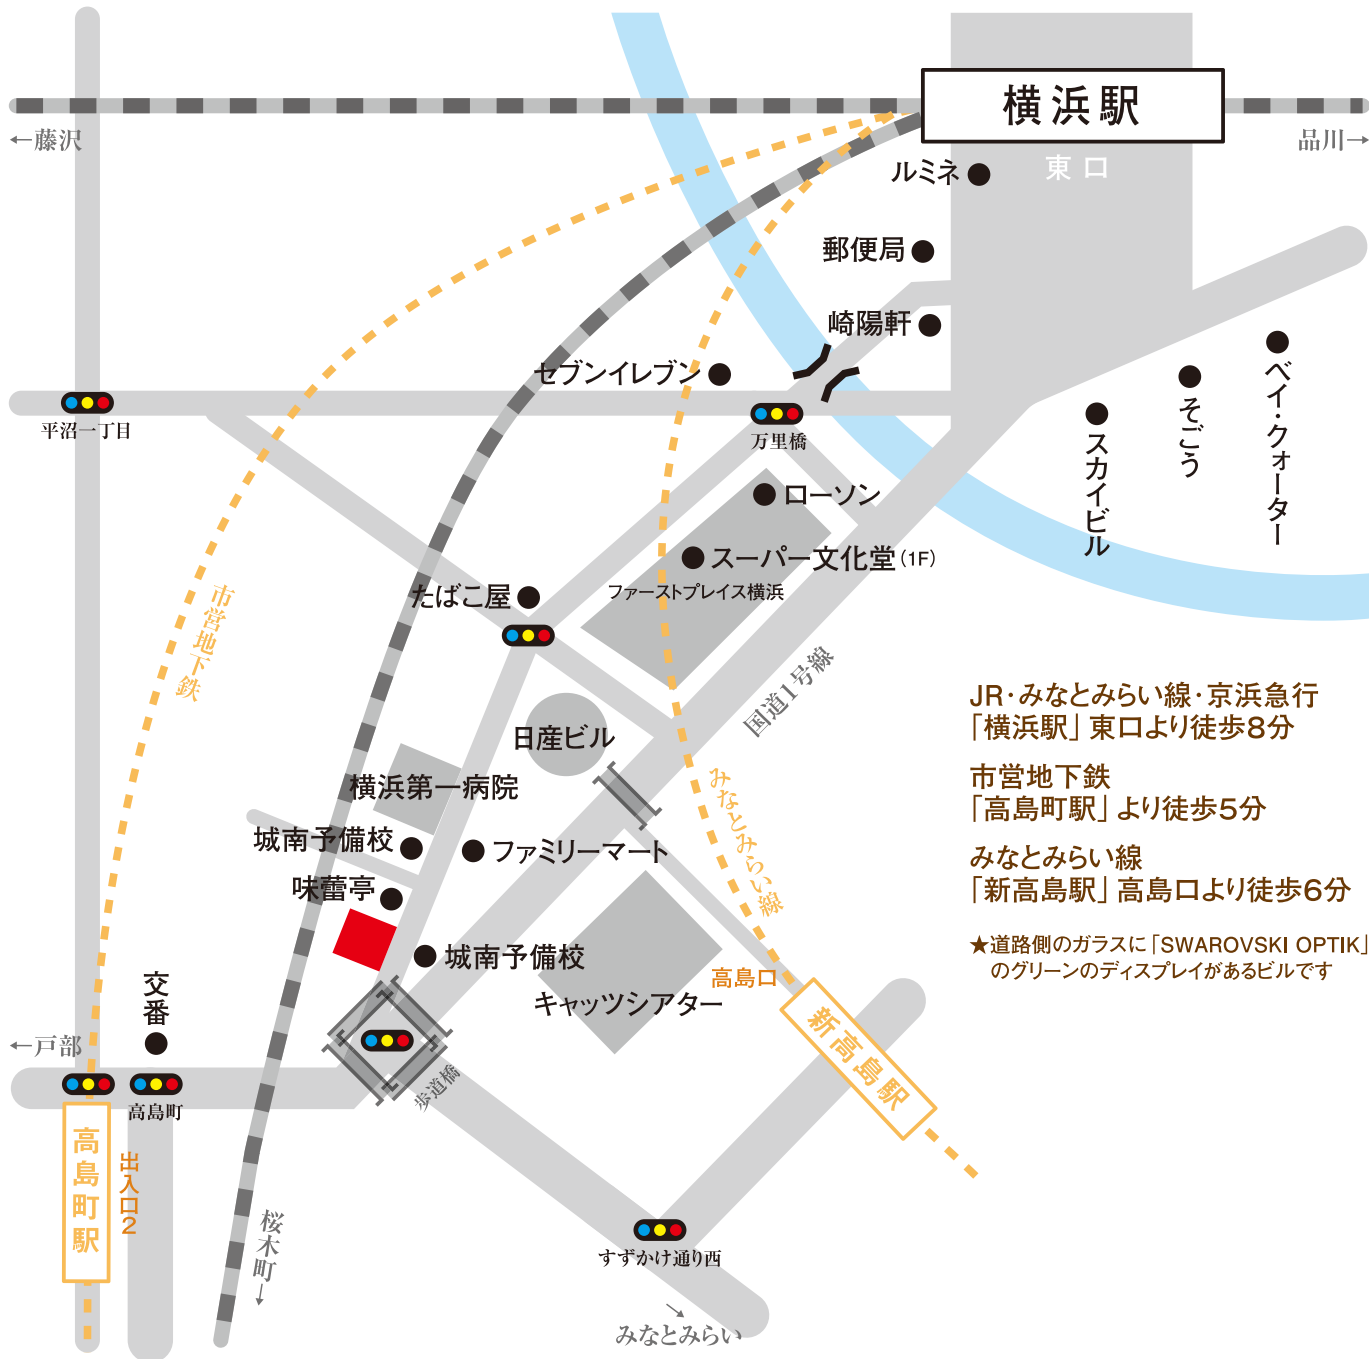 横浜駅
東口
←藤沢
品川→
ルミネ
郵便局
崎陽軒
セブンイレブン
平沼一丁目
万里橋
スカイビル
そごう
ベイ・クォーター
ローソン
スーパー文化堂(1F)
ファーストプレイス横浜
たばこ屋
市営地下鉄
国道1号線
日産ビル
横浜第一病院
みなとみらい線
城南予備校
ファミリーマート
味蕾亭
城南予備校
キャッツシアター
高島口
新高島駅
交番
←戸部
高島町
歩道橋
高島町駅
出入口2
桜木町→
すずかけ通り西
→
みなとみらい
JR・みなとみらい線・京浜急行
「横浜駅」東口より徒歩8分
市営地下鉄
「高島町駅」より徒歩5分
みなとみらい線
「新高島駅」高島口より徒歩6分
★道路側のガラスに「SWAROVSKI OPTIK」
のグリーンのディスプレイがあるビルです